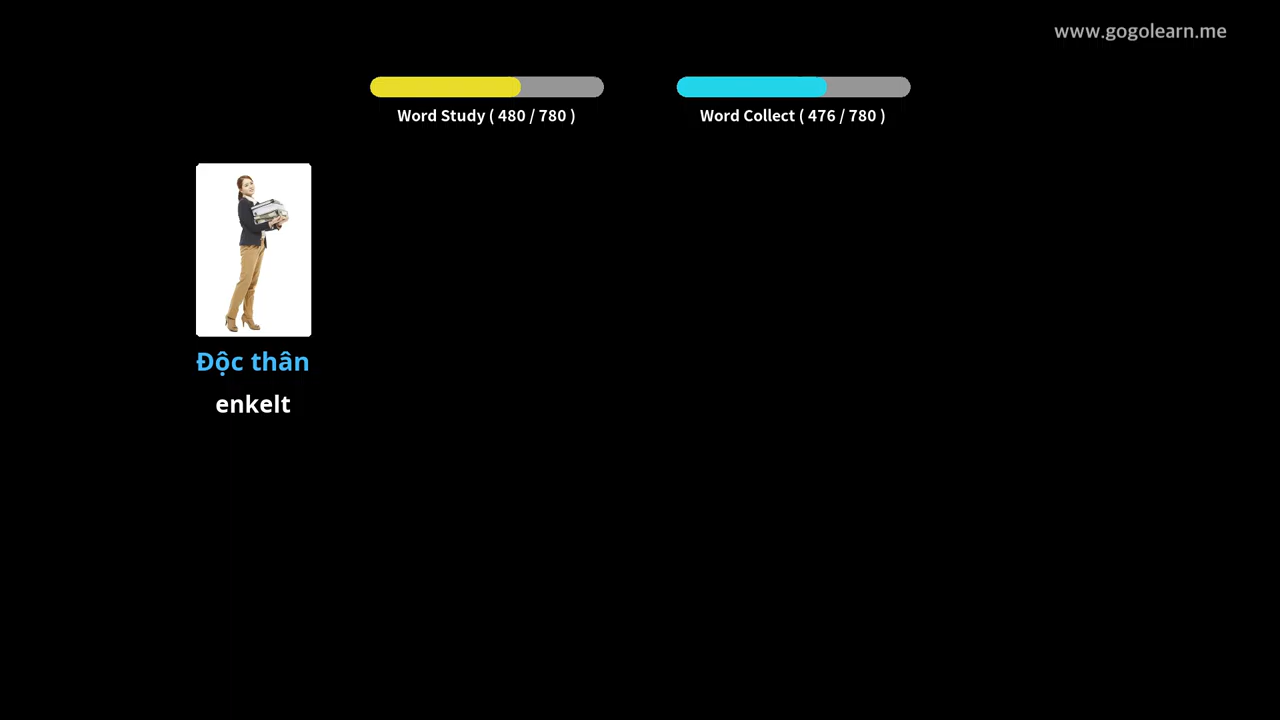 www.gogolearn.me
Word Study ( 480 / 780 )
Word Collect ( 476 / 780 )
Độc thân
enkelt